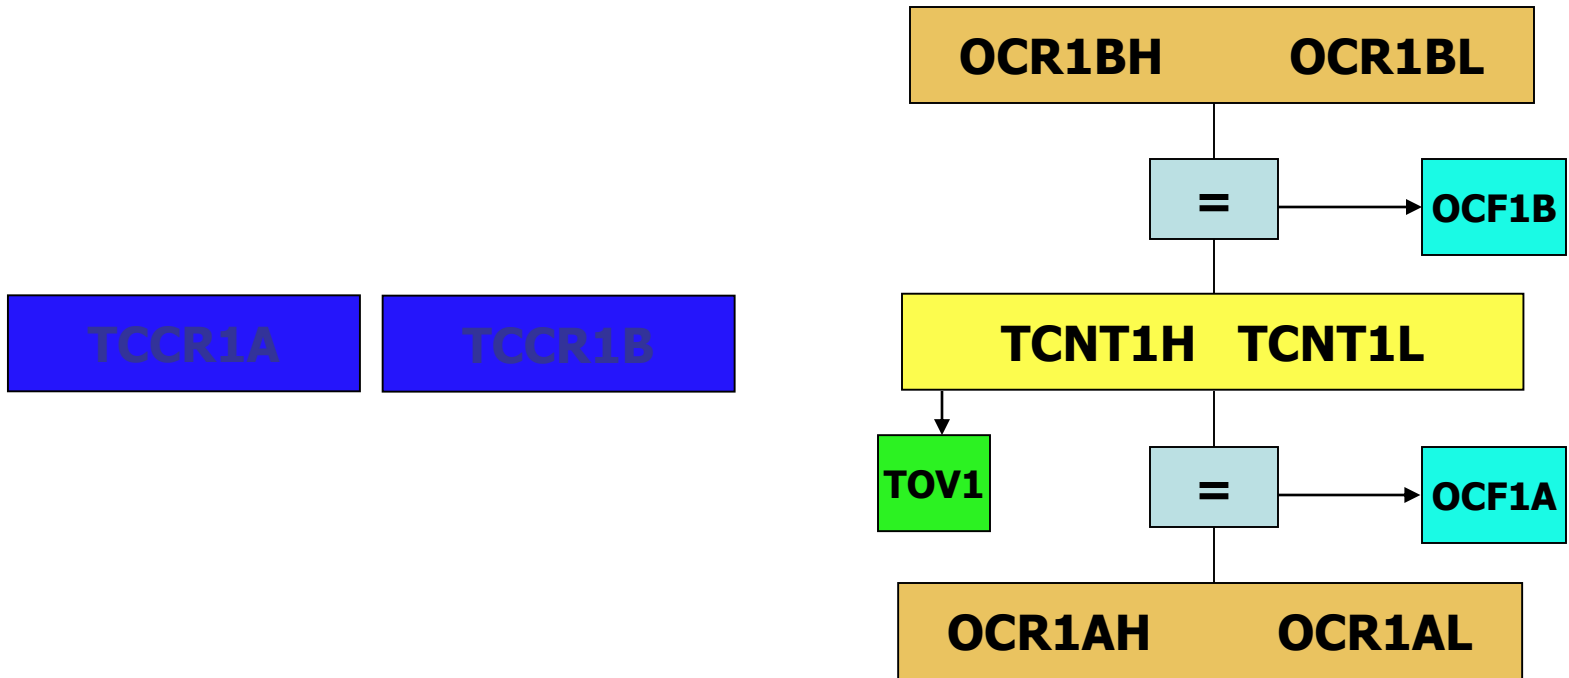 OCR1BH OCR1BL
=
OCF1B
TCCR1A TCCR1B
TCNT1H TCNT1L
TOV1
=
OCF1A
OCR1AH OCR1AL